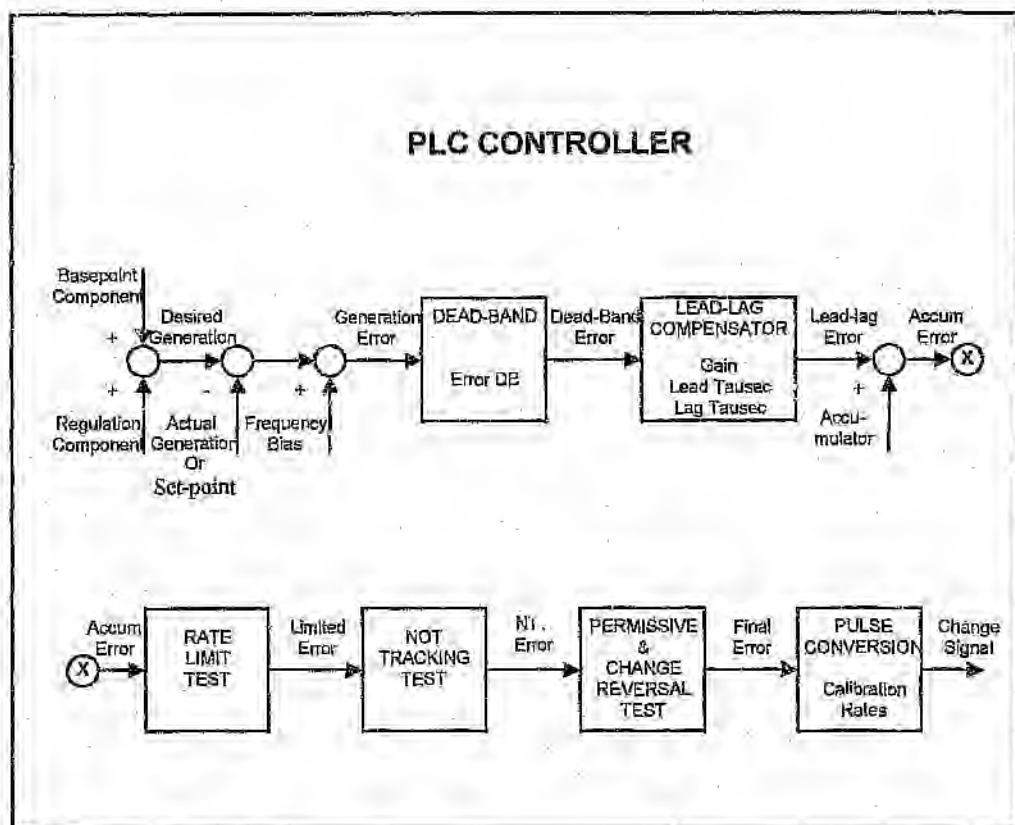 PLC CONTROLLER
Basepoint
Component
+
Desired
Generation
Generation
Error
DEAD-BAND
Error DB
Dead-Band
Error
LEAD-LAG
COMPENSATOR
Gain
Lead Tausec
Lag Tausec
Lead-lag
Error
Accum
Error
X
+
-
+
+
Regulation
Component
Actual
Generation
Or
Set-point
Frequency
Bias
Accu-
mulator
Accum
Error
X
RATE
LIMIT
TEST
Limited
Error
NOT
TRACKING
TEST
Error
PERMISSIVE
&
CHANGE
REVERSAL
TEST
Final
Error
PULSE
CONVERSION
Calibration
Rates
Change
Signal